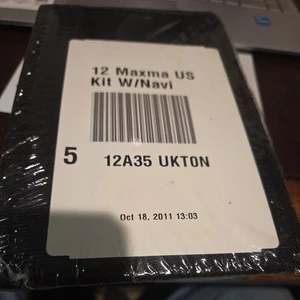 12 Maxma US
Kit W/Navi
5 12A35 UKT0N
Oct 18, 2011 13:03